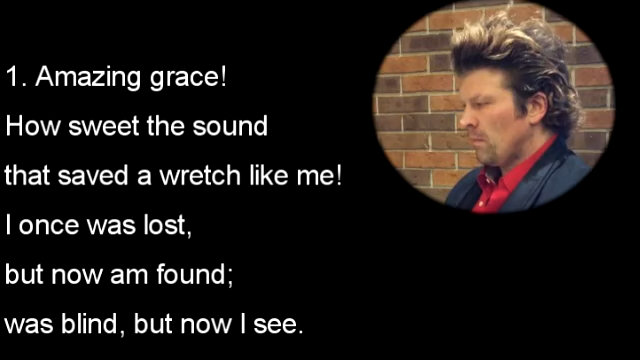 1. Amazing grace!
How sweet the sound
that saved a wretch like me!
I once was lost,
but now am found;
was blind, but now I see.